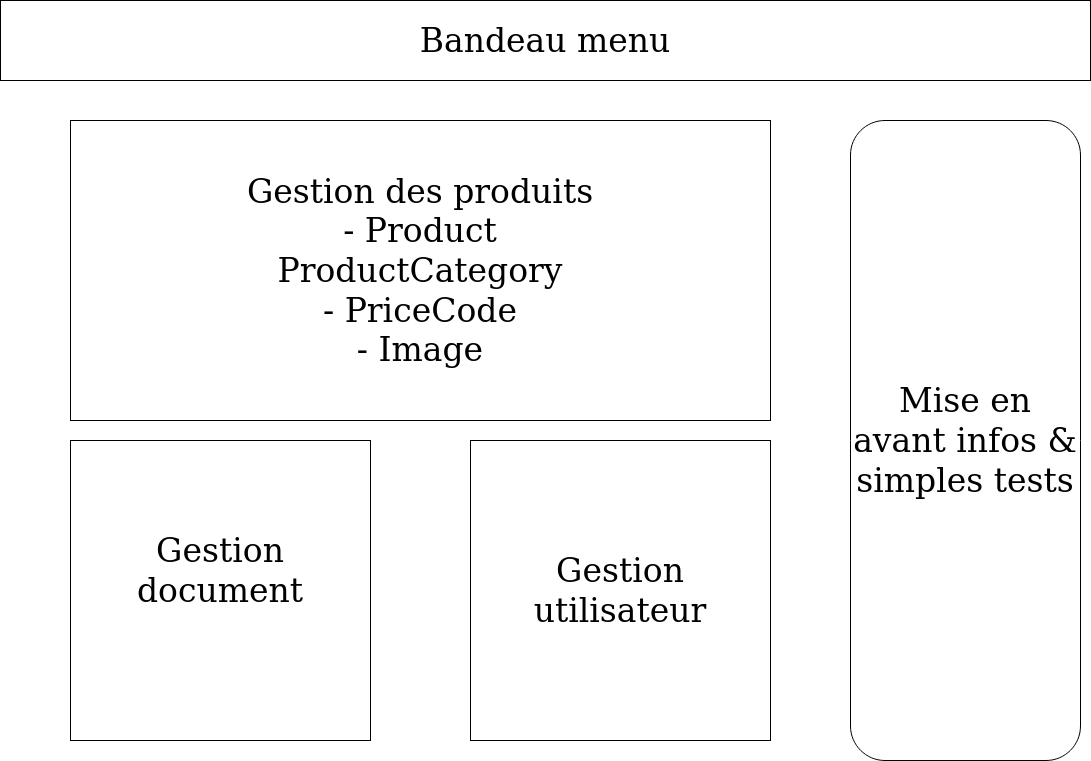 Bandeau menu
Gestion des produits
- Product
ProductCategory
- PriceCode
- Image
Gestion
document
Gestion
utilisateur
Mise en
avant infos &
simples tests